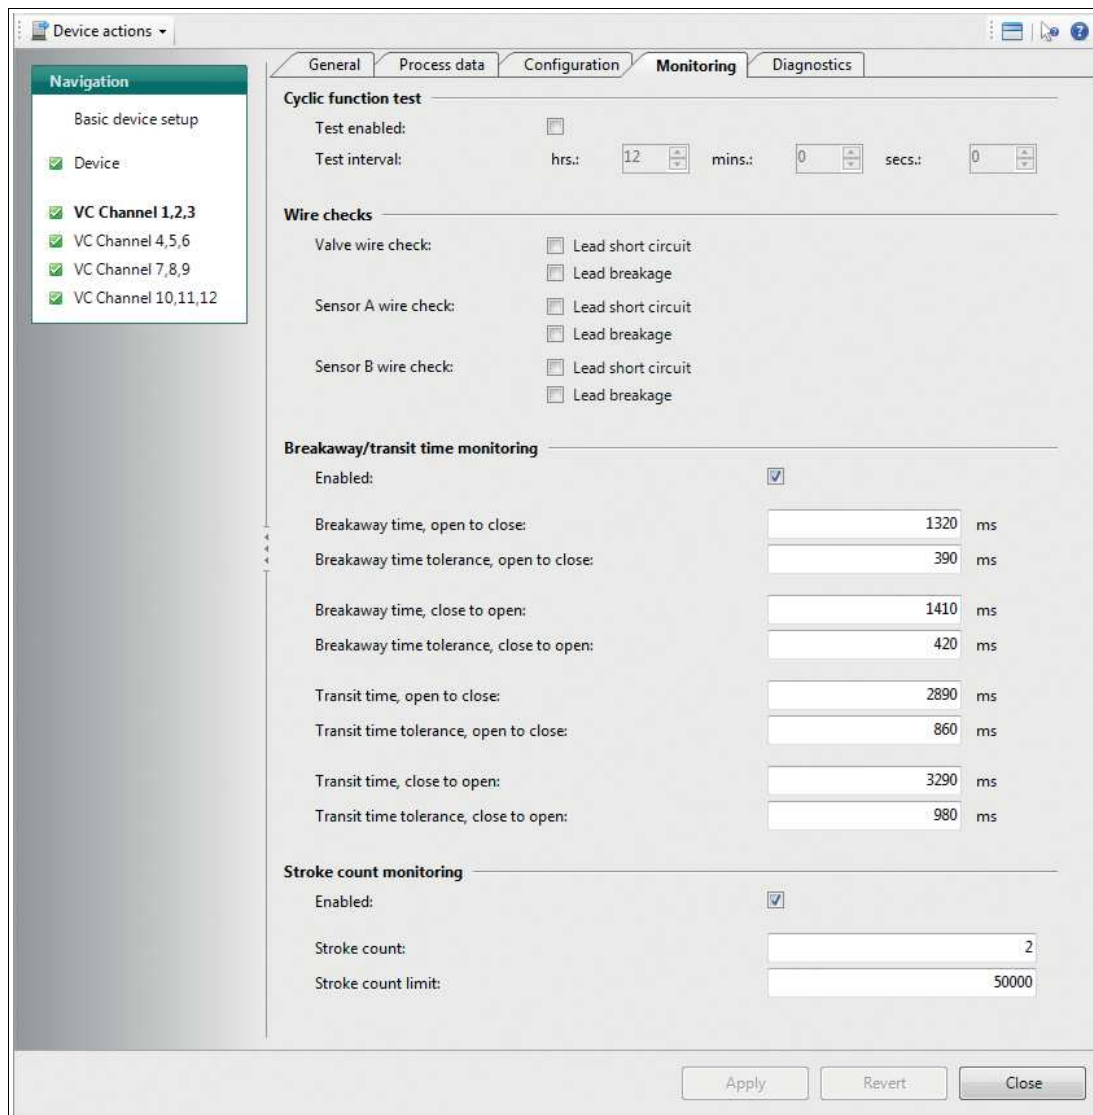 Device actions
General Process data Configuration Monitoring Diagnostics
Navigation
Basic device setup
Device
VC Channel 1,2,3
VC Channel 4,5,6
VC Channel 7,8,9
VC Channel 10,11,12
Cyclic function test
Test enabled:
Test interval: hrs.: 12 mins.: 0 secs.: 0
Wire checks
Valve wire check: Lead short circuit
Lead breakage
Sensor A wire check: Lead short circuit
Lead breakage
Sensor B wire check: Lead short circuit
Lead breakage
Breakaway/transit time monitoring
Enabled:
Breakaway time, open to close: 1320 ms
Breakaway time tolerance, open to close: 390 ms
Breakaway time, close to open: 1410 ms
Breakaway time tolerance, close to open: 420 ms
Transit time, open to close: 2890 ms
Transit time tolerance, open to close: 860 ms
Transit time, close to open: 3290 ms
Transit time tolerance, close to open: 980 ms
Stroke count monitoring
Enabled:
Stroke count: 2
Stroke count limit: 50000
Apply Revert Close